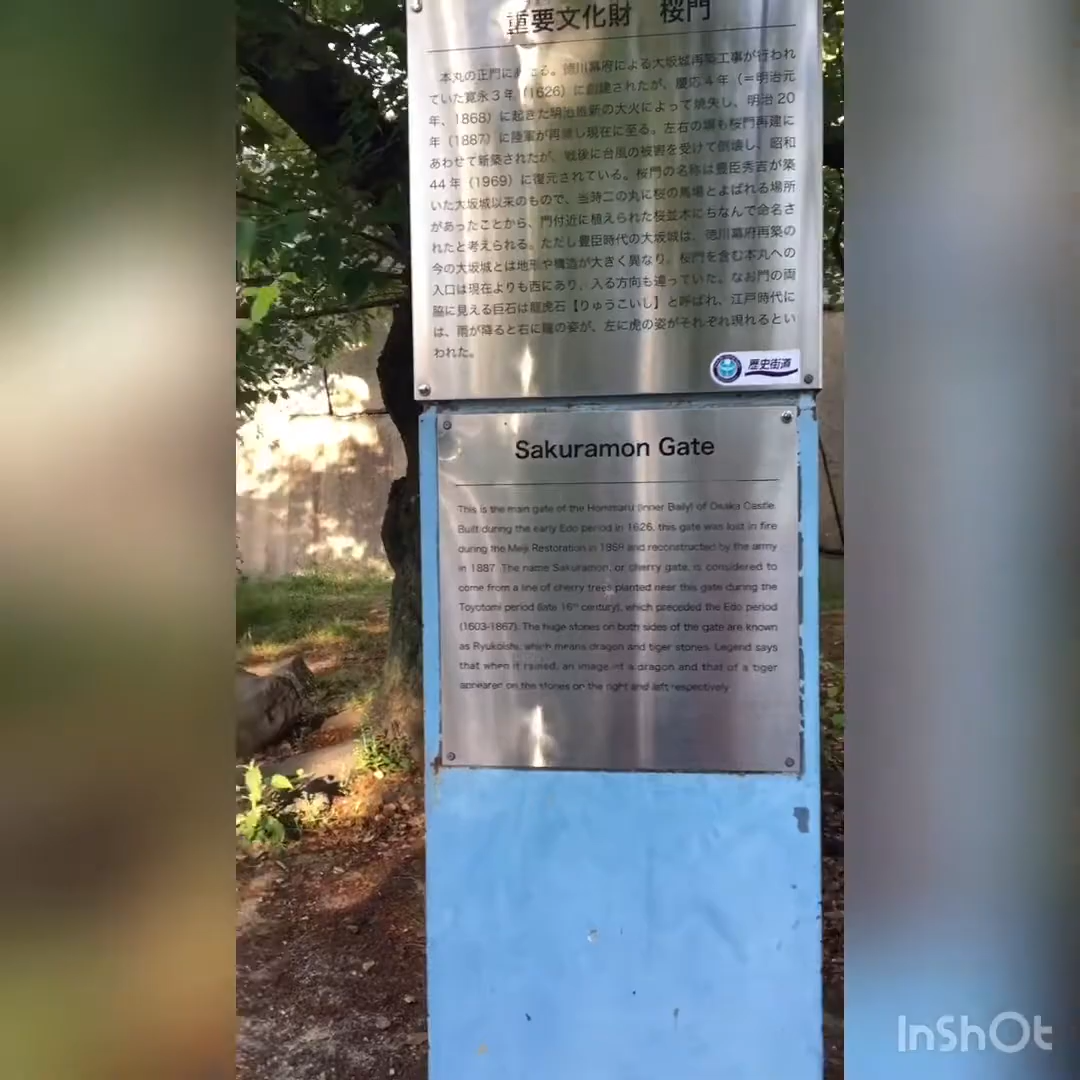 重要文化財 桜門
本丸の正門にあたる。徳川幕府による大坂城再築工事が行われ
ていた寛永3年(1626)に創建されたが、慶応4年(=明治元
年、1868)に起きた明治維新の大火によって焼失し、明治20
年(1887)に陸軍が再建し現在に至る。左右の塀も桜門再建に
あわせて新築されたが、戦後に台風の被害を受けて倒壊し、昭和
44年(1969)に復元されている。桜門の名称は豊臣秀吉が築
いた大坂城以来のもので、当時二の丸に桜の馬場とよばれる場所
があったことから、門付近に植えられた桜並木にちなんで命名さ
れたと考えられる。ただし豊臣時代の大坂城は、徳川幕府再築の
今の大坂城とは地形や構造が大きく異なり、桜門を含む本丸への
入口は現在よりも西にあり、入る方向も違っていた。なお門の両
脇に見える巨石は龍虎石【りゅうこいし】と呼ばれ、江戸時代に
は、雨が降ると右に龍の姿が、左に虎の姿がそれぞれ現れるとい
われた。
歴史街道
Sakuramon Gate
This is the main gate of the Hommaru (Inner Baily) of Osaka Castle.
Built during the early Edo period in 1626, this gate was lost in fire
during the Meiji Restoration in 1868 and reconstructed by the army
in 1887. The name Sakuramon, or cherry gate, is considered to
come from a line of cherry trees planted near this gate during the
Toyotomi period (late 16th century), which preceded the Edo period
(1603-1867). The huge stones on both sides of the gate are known
as Ryukoishi, which means dragon and tiger stones. Legend says
that when it rained, an image of a dragon and that of a tiger
appeared on the stones on the right and left respectively.
InShOt